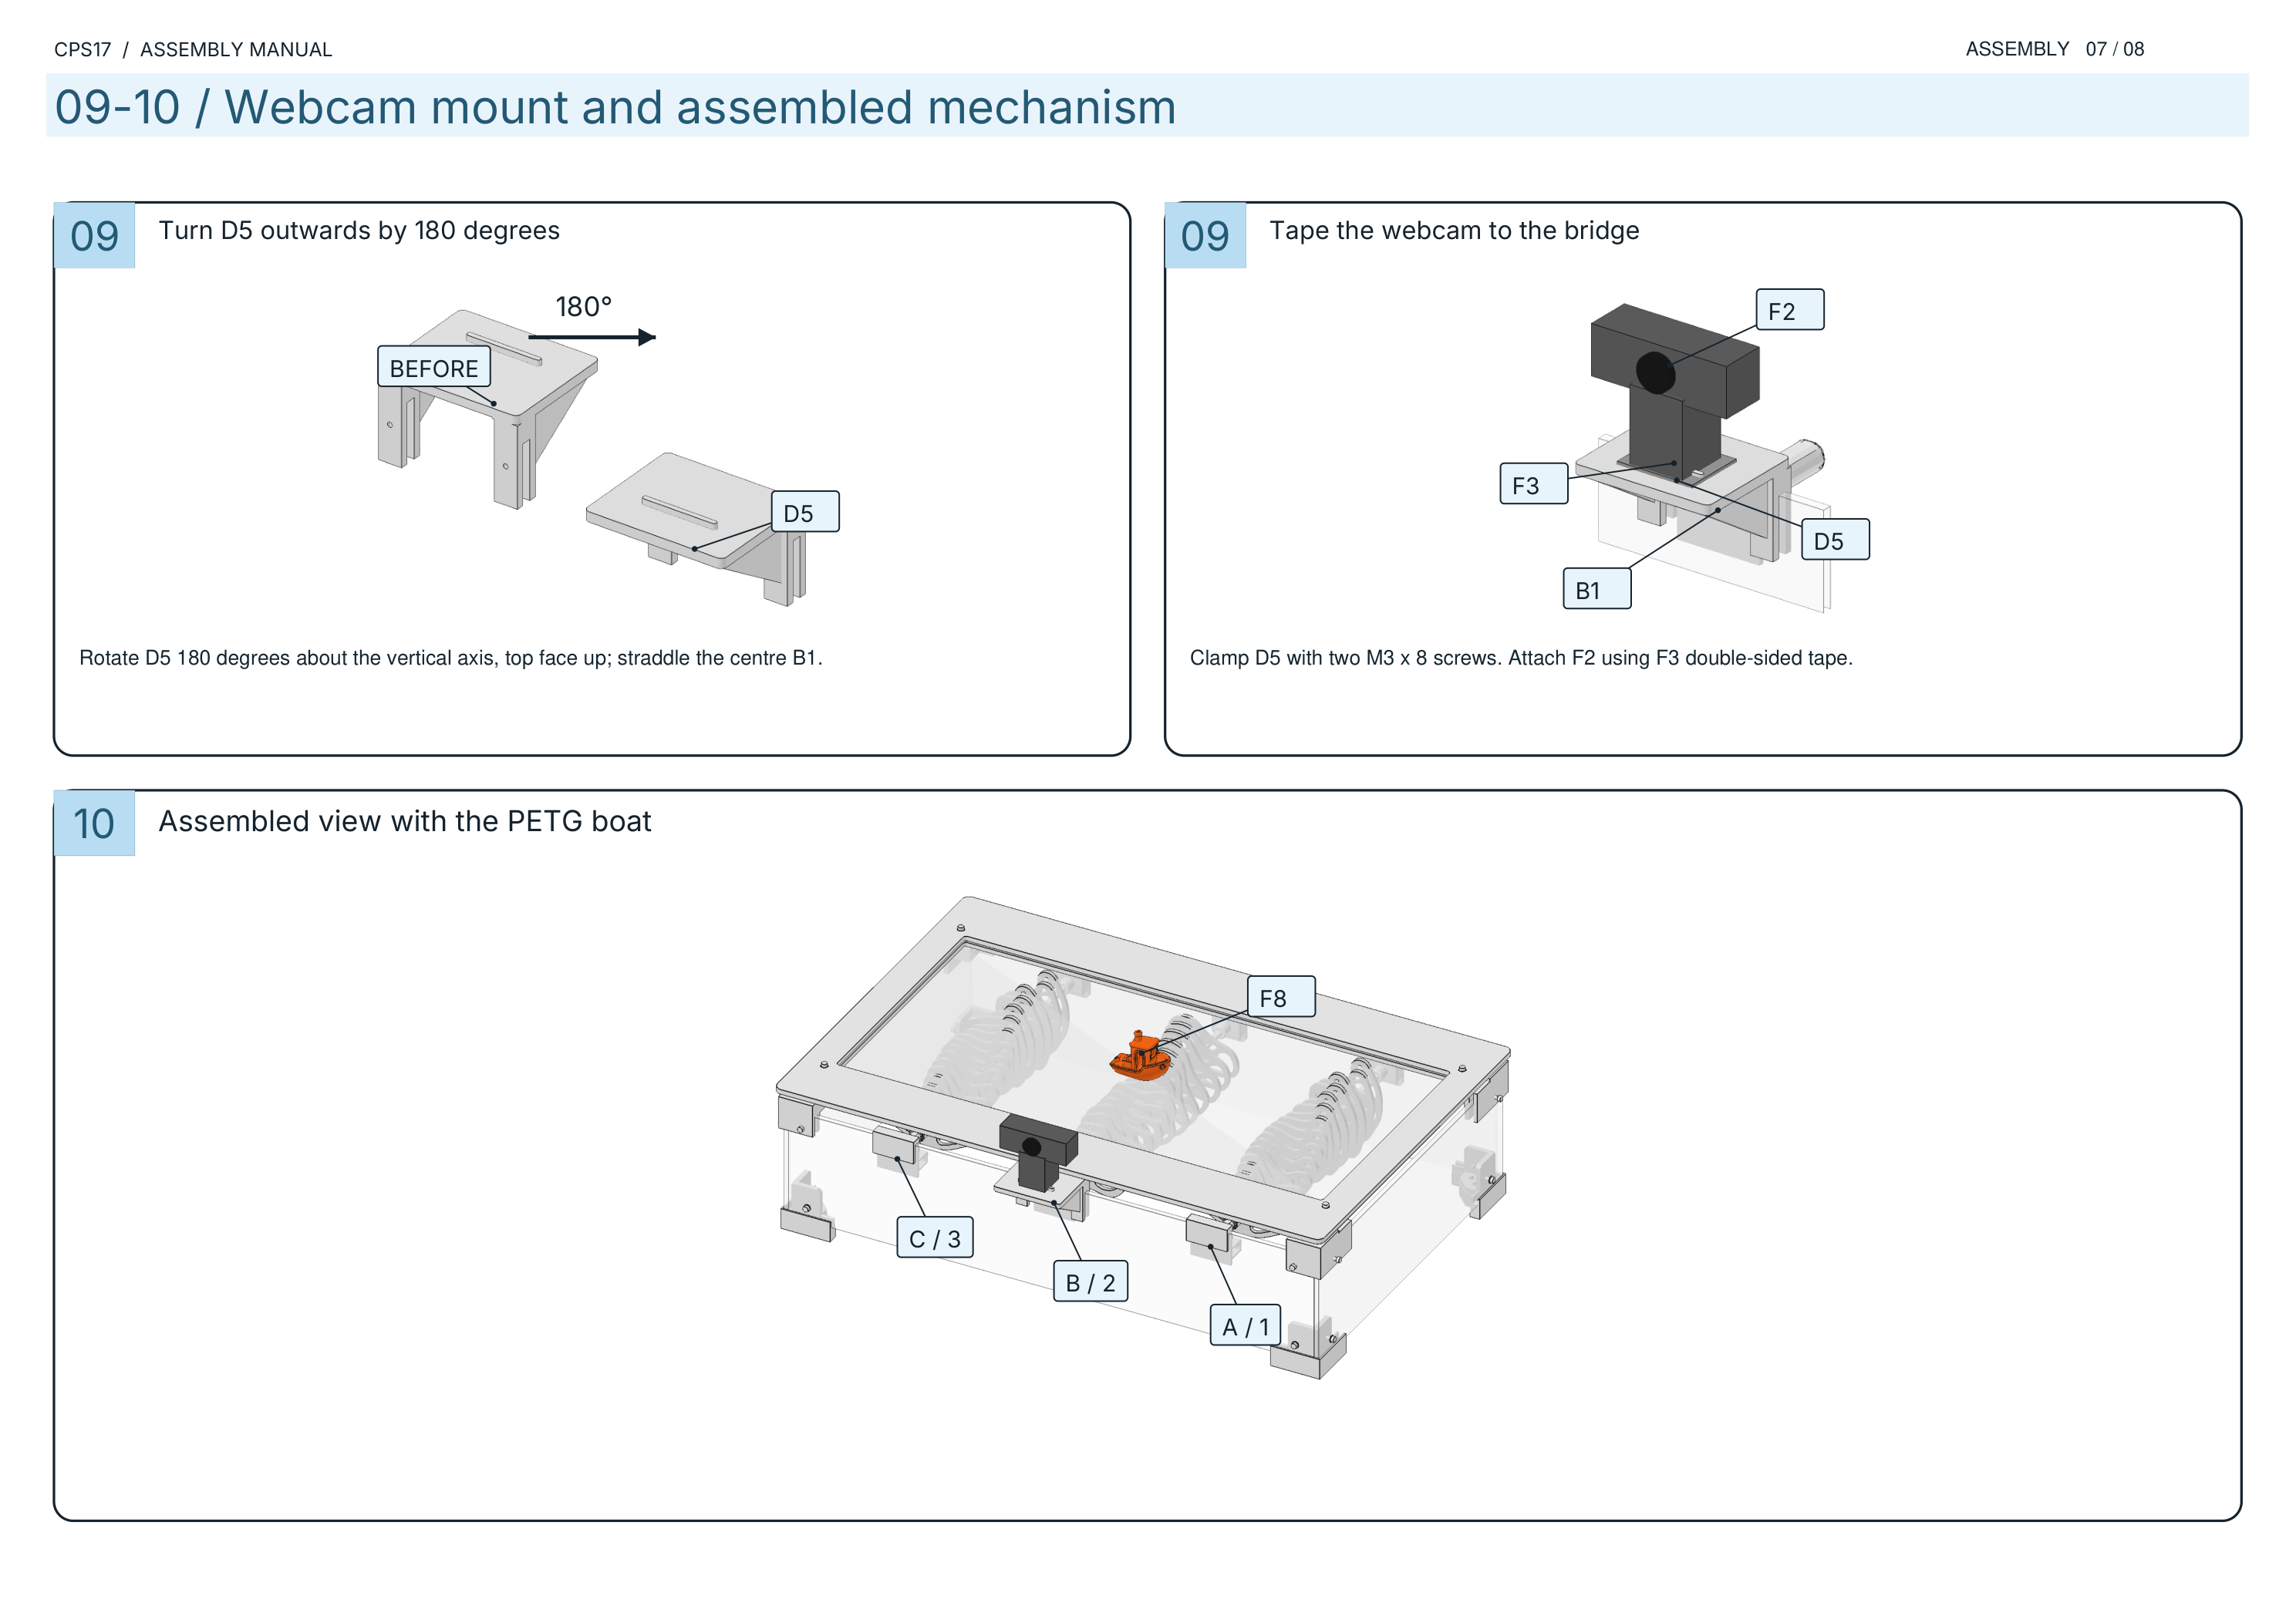 CPS17 / ASSEMBLY MANUAL
ASSEMBLY 07 / 08
09-10 / Webcam mount and assembled mechanism
09
Turn D5 outwards by 180 degrees
180°
BEFORE
D5
Rotate D5 180 degrees about the vertical axis, top face up; straddle the centre B1.
09
Tape the webcam to the bridge
F2
F3
D5
B1
Clamp D5 with two M3 x 8 screws. Attach F2 using F3 double-sided tape.
10
Assembled view with the PETG boat
F8
C / 3
B / 2
A / 1